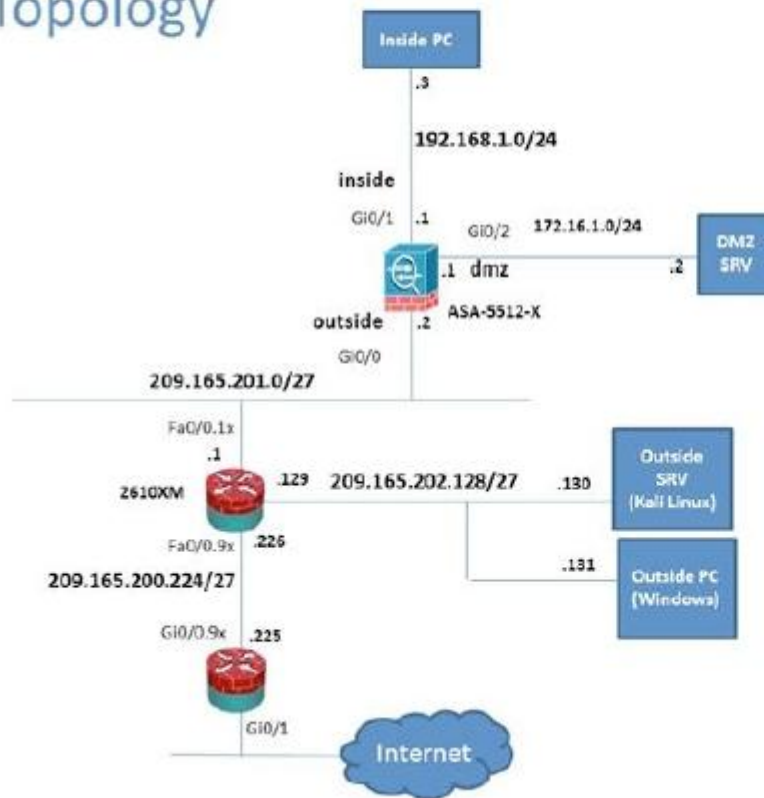 Topology
Inside PC
.3
192.168.1.0/24
inside
Gi0/1 .1
Gi0/2 172.16.1.0/24
DMZ
SRV
.1 dmz .2
ASA-5512-X
outside .2
Gi0/0
209.165.201.0/27
Fa0/0.1x
.1
2610XM
.129 209.165.202.128/27 .130
Outside
SRV
(Kali Linux)
Fa0/0.9x .226
209.165.200.224/27
.131
Outside PC
(Windows)
Gi0/0.9x .225
Gi0/1
Internet